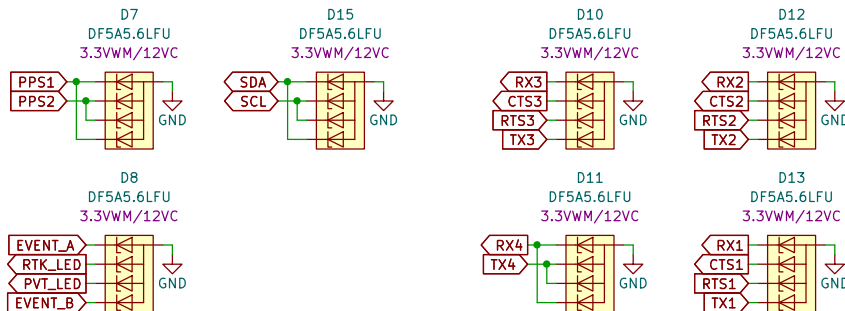 D7
DF5A5.6LFU
3.3VWM/12VC
PPS1
PPS2
GND
D15
DF5A5.6LFU
3.3VWM/12VC
SDA
SCL
GND
D10
DF5A5.6LFU
3.3VWM/12VC
RX3
CTS3
RTS3
TX3
GND
D12
DF5A5.6LFU
3.3VWM/12VC
RX2
CTS2
RTS2
TX2
GND
D8
DF5A5.6LFU
3.3VWM/12VC
EVENT_A
RTK_LED
PVT_LED
EVENT_B
GND
D11
DF5A5.6LFU
3.3VWM/12VC
RX4
TX4
GND
D13
DF5A5.6LFU
3.3VWM/12VC
RX1
CTS1
RTS1
TX1
GND